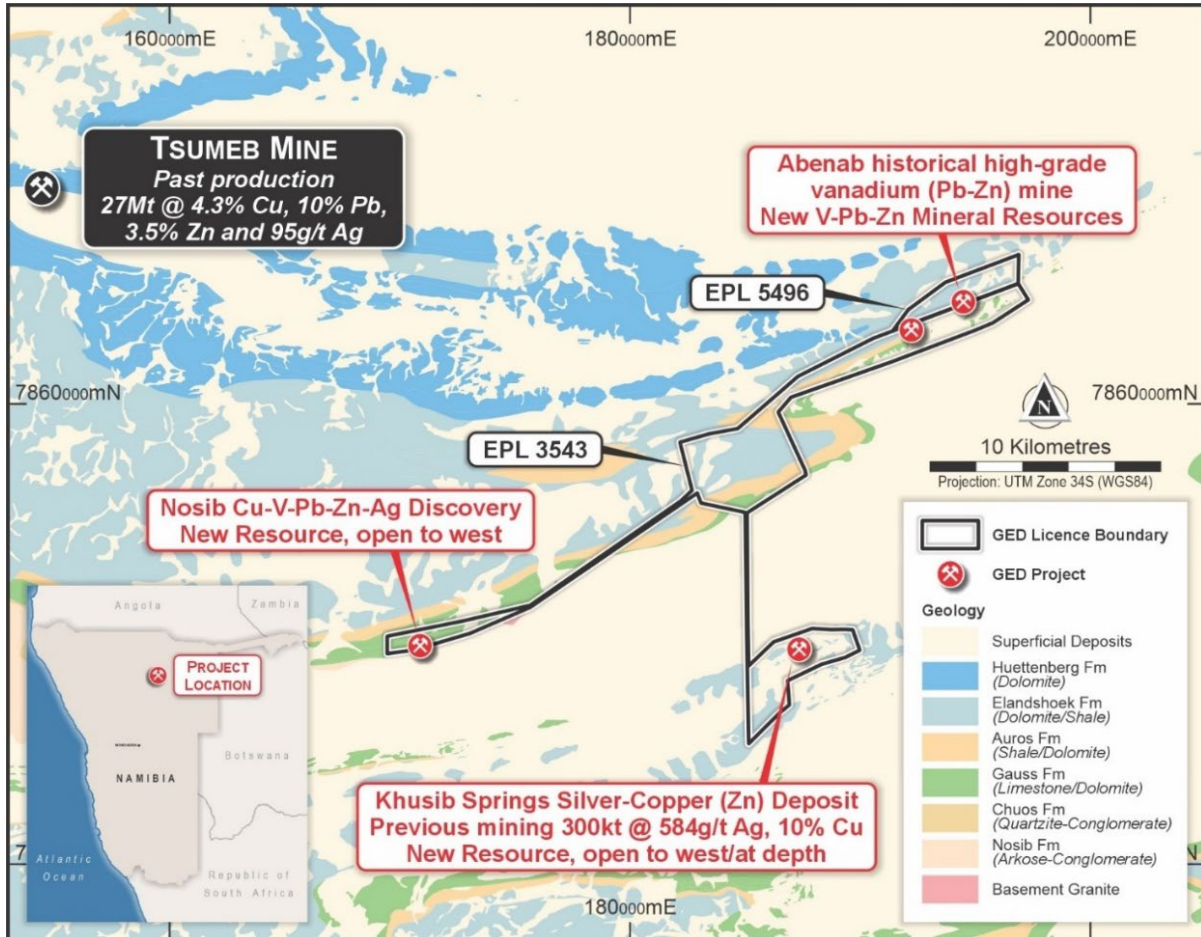 160000mE
180000mE
200000mE
TSUMEB MINE
Past production
27Mt @ 4.3% Cu, 10% Pb,
3.5% Zn and 95g/t Ag
Abenab historical high-grade
vanadium (Pb-Zn) mine
New V-Pb-Zn Mineral Resources
EPL 5496
7860000mN
7860000mN
N
10 Kilometres
Projection: UTM Zone 34S (WGS84)
EPL 3543
Nosib Cu-V-Pb-Zn-Ag Discovery
New Resource, open to west
GED Licence Boundary
GED Project
Geology
Superficial Deposits
Huettenberg Fm
(Dolomite)
Elandshoek Fm
(Dolomite/Shale)
Auros Fm
(Shale/Dolomite)
Gauss Fm
(Limestone/Dolomite)
Chuos Fm
(Quartzite-Conglomerate)
Nosib Fm
(Arkose-Conglomerate)
Basement Granite
Angola
Zambia
PROJECT
LOCATION
Botswana
NAMIBIA
Atlantic
Ocean
Republic of
South Africa
Khusib Springs Silver-Copper (Zn) Deposit
Previous mining 300kt @ 584g/t Ag, 10% Cu
New Resource, open to west/at depth
7
N
180000mE